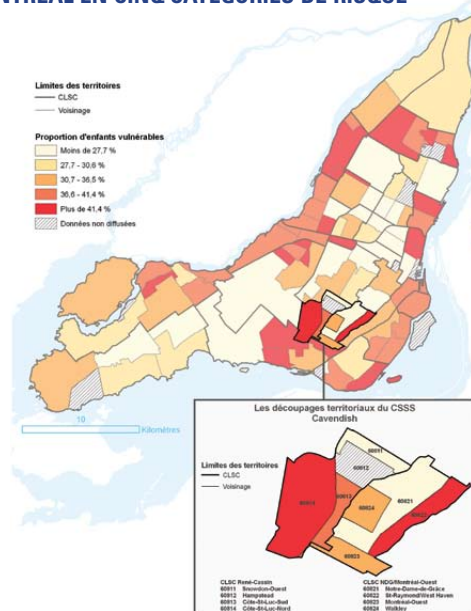 NTRÉAL EN CINQ CATÉGORIES DE RISQUE
Limites des territoires
CLSC
Voisinage
Proportion d'enfants vulnérables
Moins de 27,7 %
27,7 - 30,6 %
30,7 - 36,5 %
36,6 - 41,4 %
Plus de 41,4 %
Données non diffusées
10
Kilomètres
Les découpages territoriaux du CSSS
Cavendish
Limites des territoires
CLSC
Voisinage
60811
60812
60814
60813
60821
60824
60822
60823
CLSC René-Cassin
60811 Snowdon-Ouest
60812 Hampstead
60813 Côte-St-Luc-Sud
60814 Côte-St-Luc-Nord
CLSC NDG/Montréal-Ouest
60821 Notre-Dame-de-Grâce
60822 St-Raymond/West Haven
60823 Montréal-Ouest
60824 Walkley